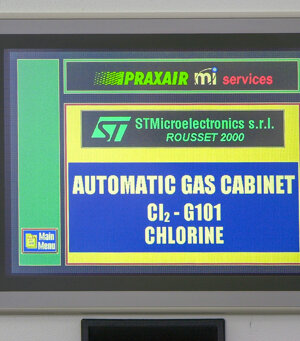 PRAXAIR mi services
ST STMicroelectronics s.r.l.
ROUSSET 2000
AUTOMATIC GAS CABINET
Cl₂ - G101
CHLORINE
Main
Menu